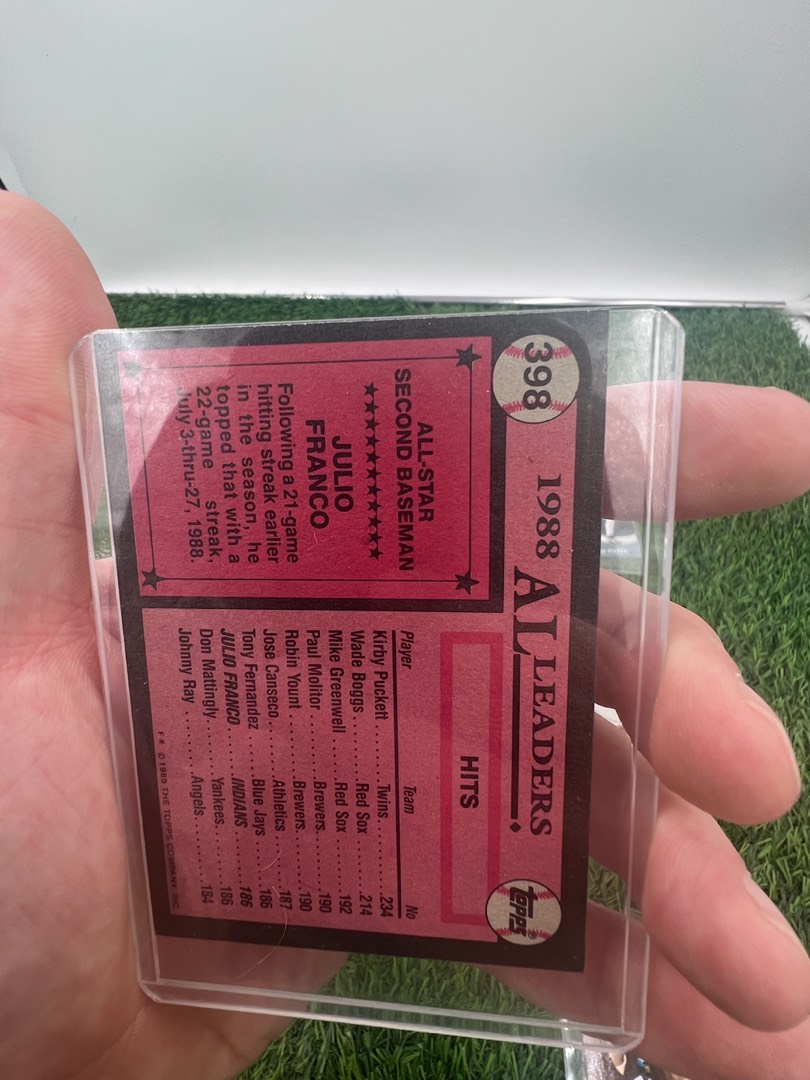 398
1988 AL LEADERS
topps®
ALL-STAR
SECOND BASEMAN
JULIO
FRANCO
Following a 21-game
hitting streak earlier
in the season, he
topped that with a
22-game streak,
July 3-thru-27, 1988.
HITS
Player Team No
Kirby Puckett Twins 234
Wade Boggs Red Sox 214
Mike Greenwell Red Sox 192
Paul Molitor Brewers 190
Robin Yount Brewers 190
Jose Canseco Athletics 187
Tony Fernandez Blue Jays 186
JULIO FRANCO INDIANS 186
Don Mattingly Yankees 186
Johnny Ray Angels 184
F* © 1989 THE TOPPS COMPANY, INC.